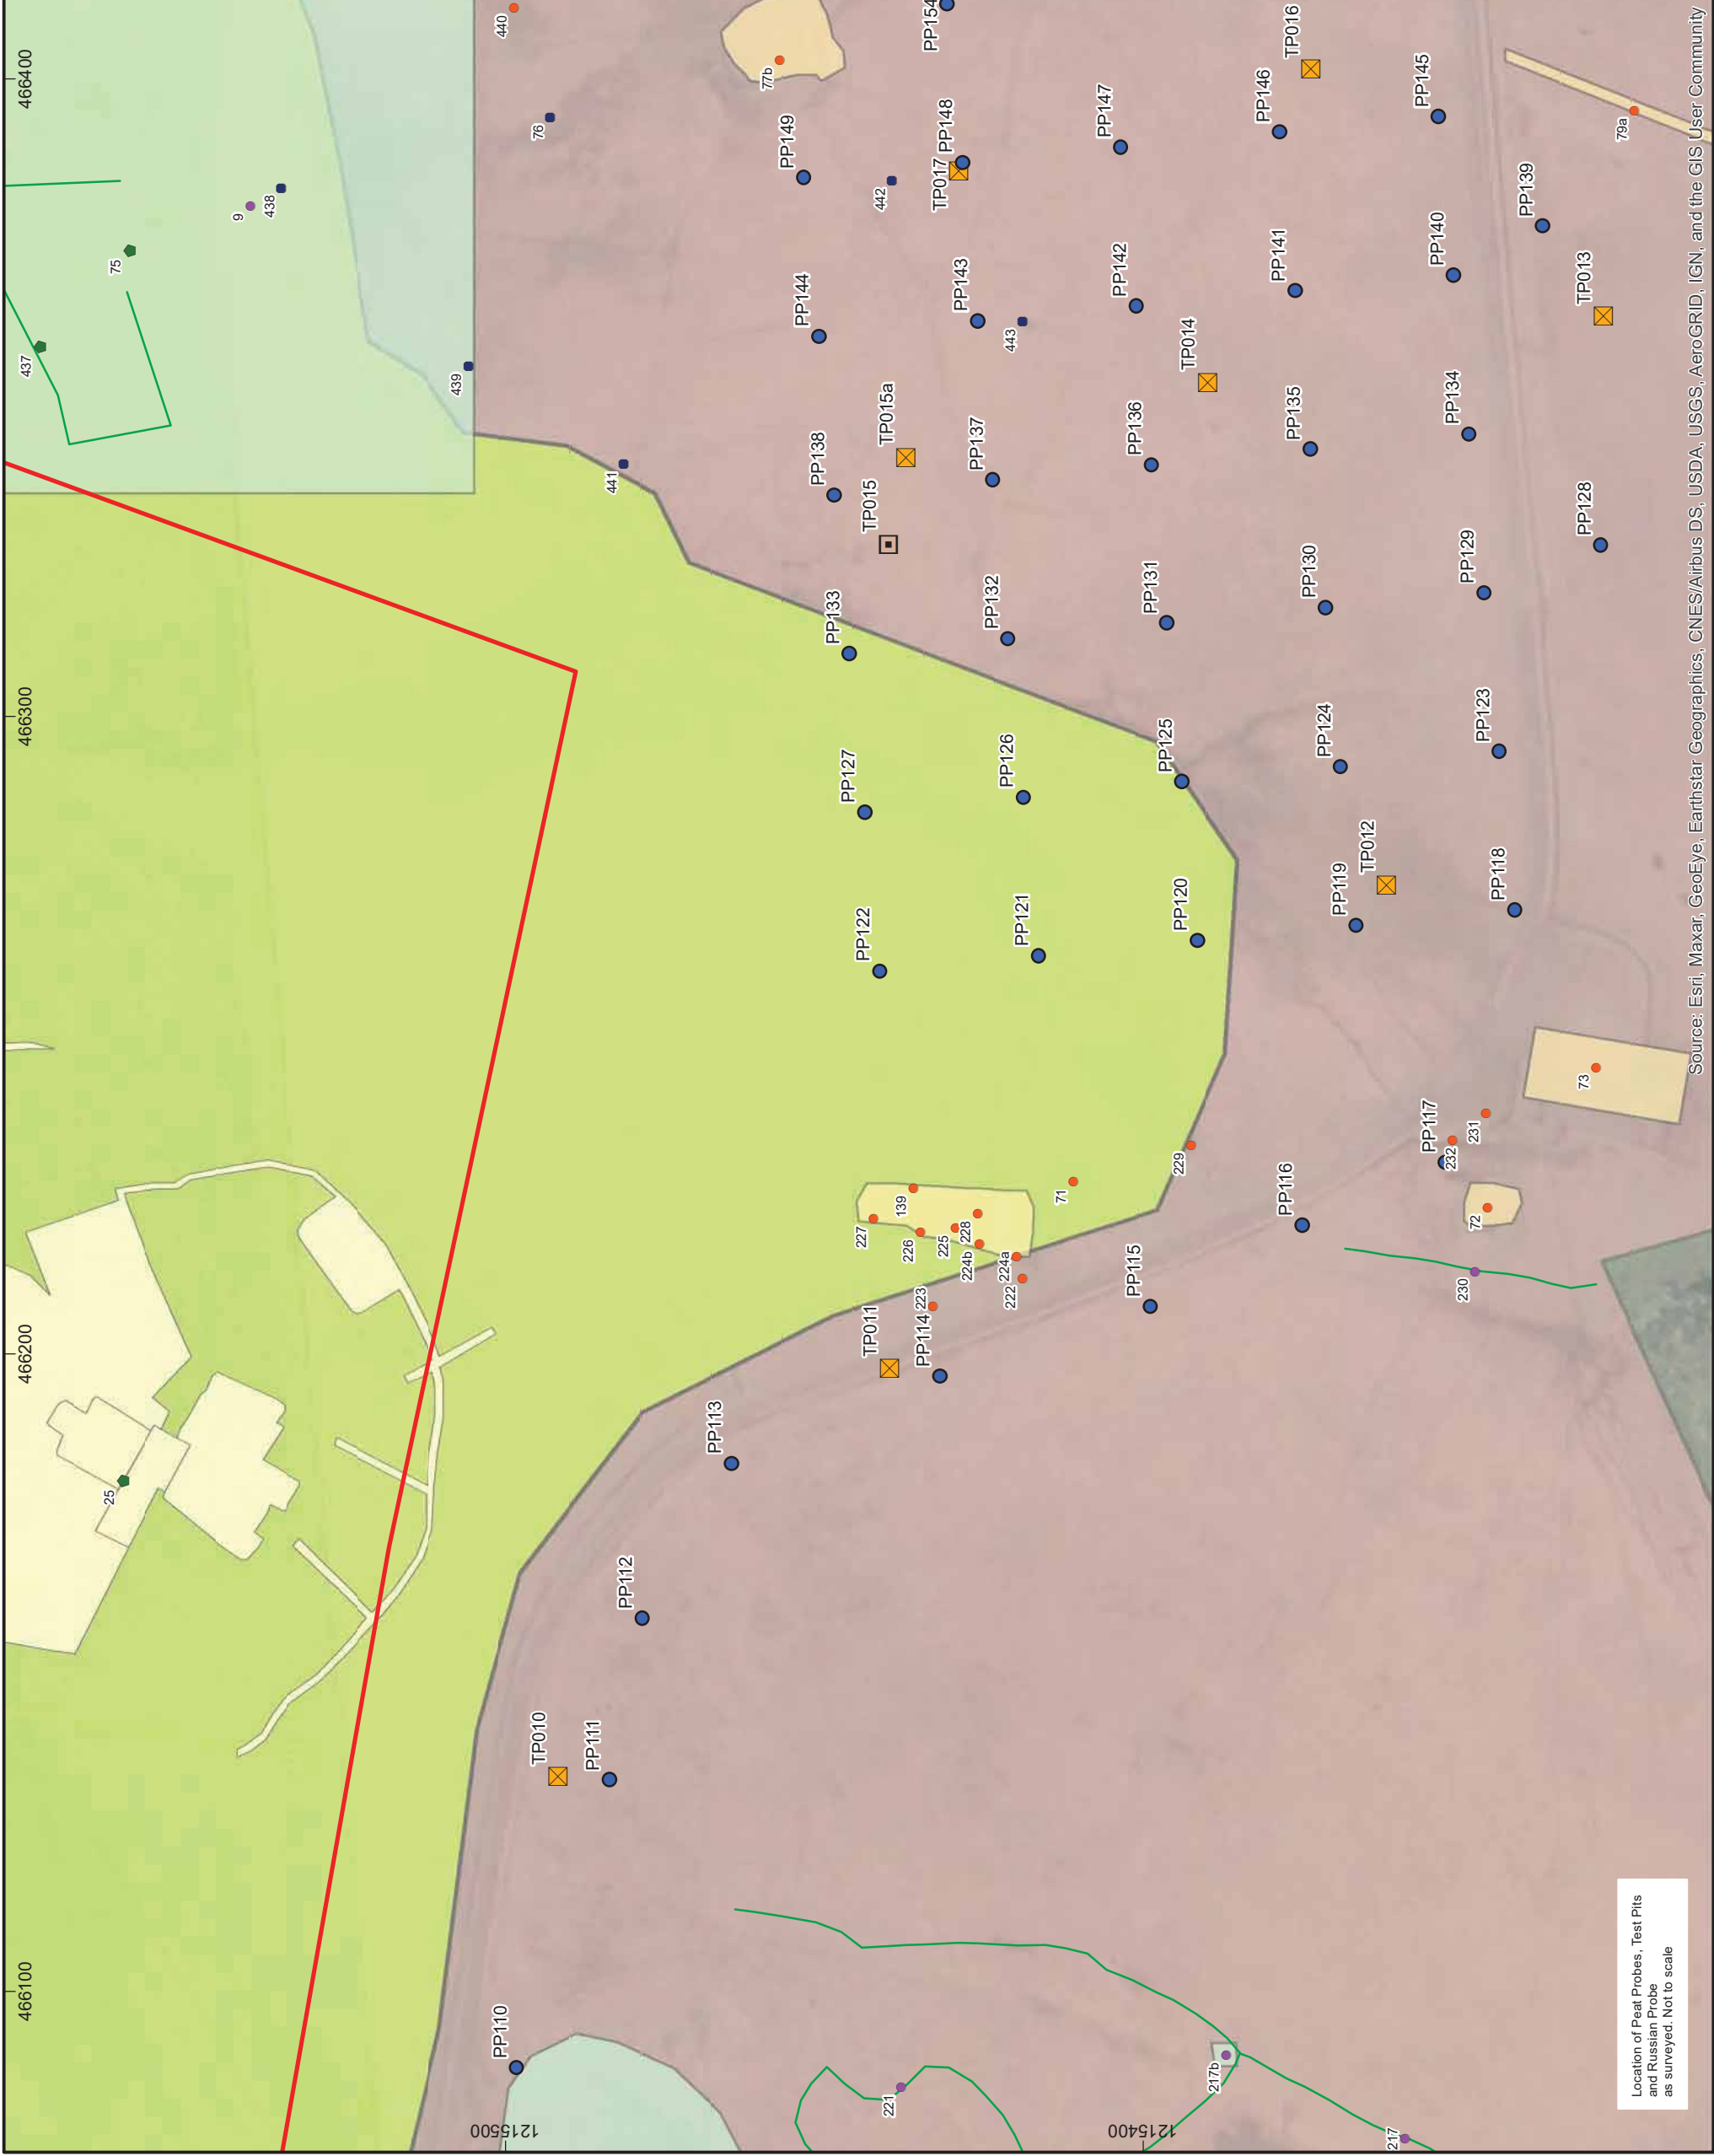 466100
466200
466300
466400
1215500
1215400
437
75
9
438
439
76
440
441
77b
25
PP154
PP149
PP148
TP017
442
PP144
PP143
443
PP147
PP142
TP014
PP146
TP016
PP141
PP145
PP140
PP139
79a
TP013
TP015a
PP138
PP137
PP136
PP135
PP134
TP015
PP133
PP132
PP131
PP130
PP129
PP128
PP127
PP126
PP125
PP124
PP123
PP122
PP121
PP120
PP119
TP012
PP118
227
139
226
225
228
224b
224a
222
223
71
229
PP117
232
231
73
72
230
PP116
PP115
TP011
PP114
PP113
PP112
TP010
PP111
PP110
221
217b
217
Location of Peat Probes, Test Pits
and Russian Probe
as surveyed. Not to scale
Source: Esri, Maxar, GeoEye, Earthstar Geographics, CNES/Airbus DS, USDA, USGS, AeroGRID, IGN, and the GIS User Community